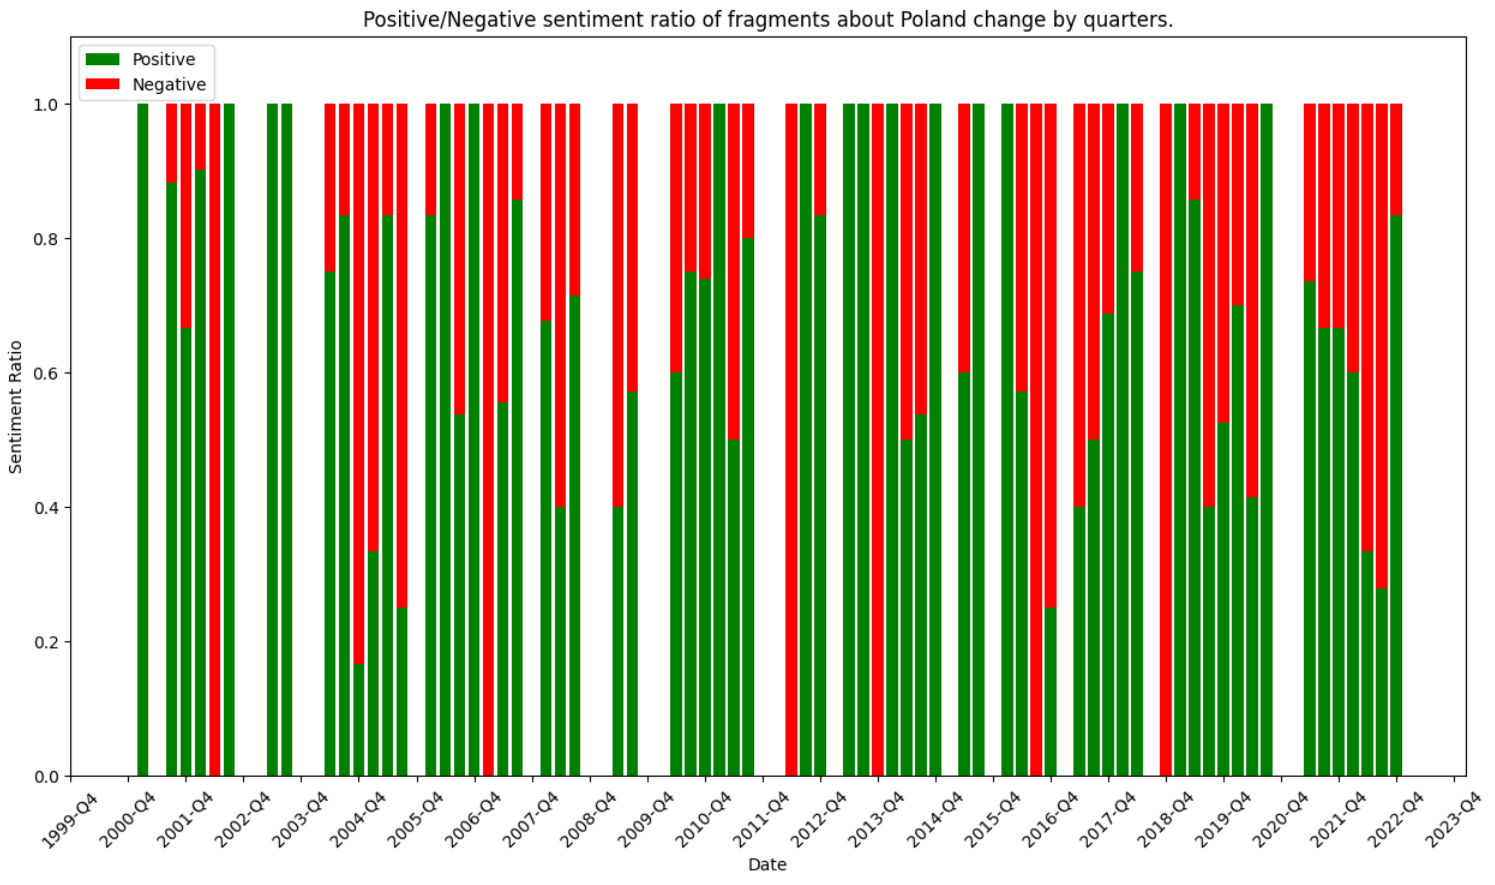 Positive/Negative sentiment ratio of fragments about Poland change by quarters.
Positive
Negative
1.0
0.8
0.6
0.4
0.2
0.0
Sentiment Ratio
1999-Q4
2000-Q4
2001-Q4
2002-Q4
2003-Q4
2004-Q4
2005-Q4
2006-Q4
2007-Q4
2008-Q4
2009-Q4
2010-Q4
2011-Q4
2012-Q4
2013-Q4
2014-Q4
2015-Q4
2016-Q4
2017-Q4
2018-Q4
2019-Q4
2020-Q4
2021-Q4
2022-Q4
2023-Q4
Date